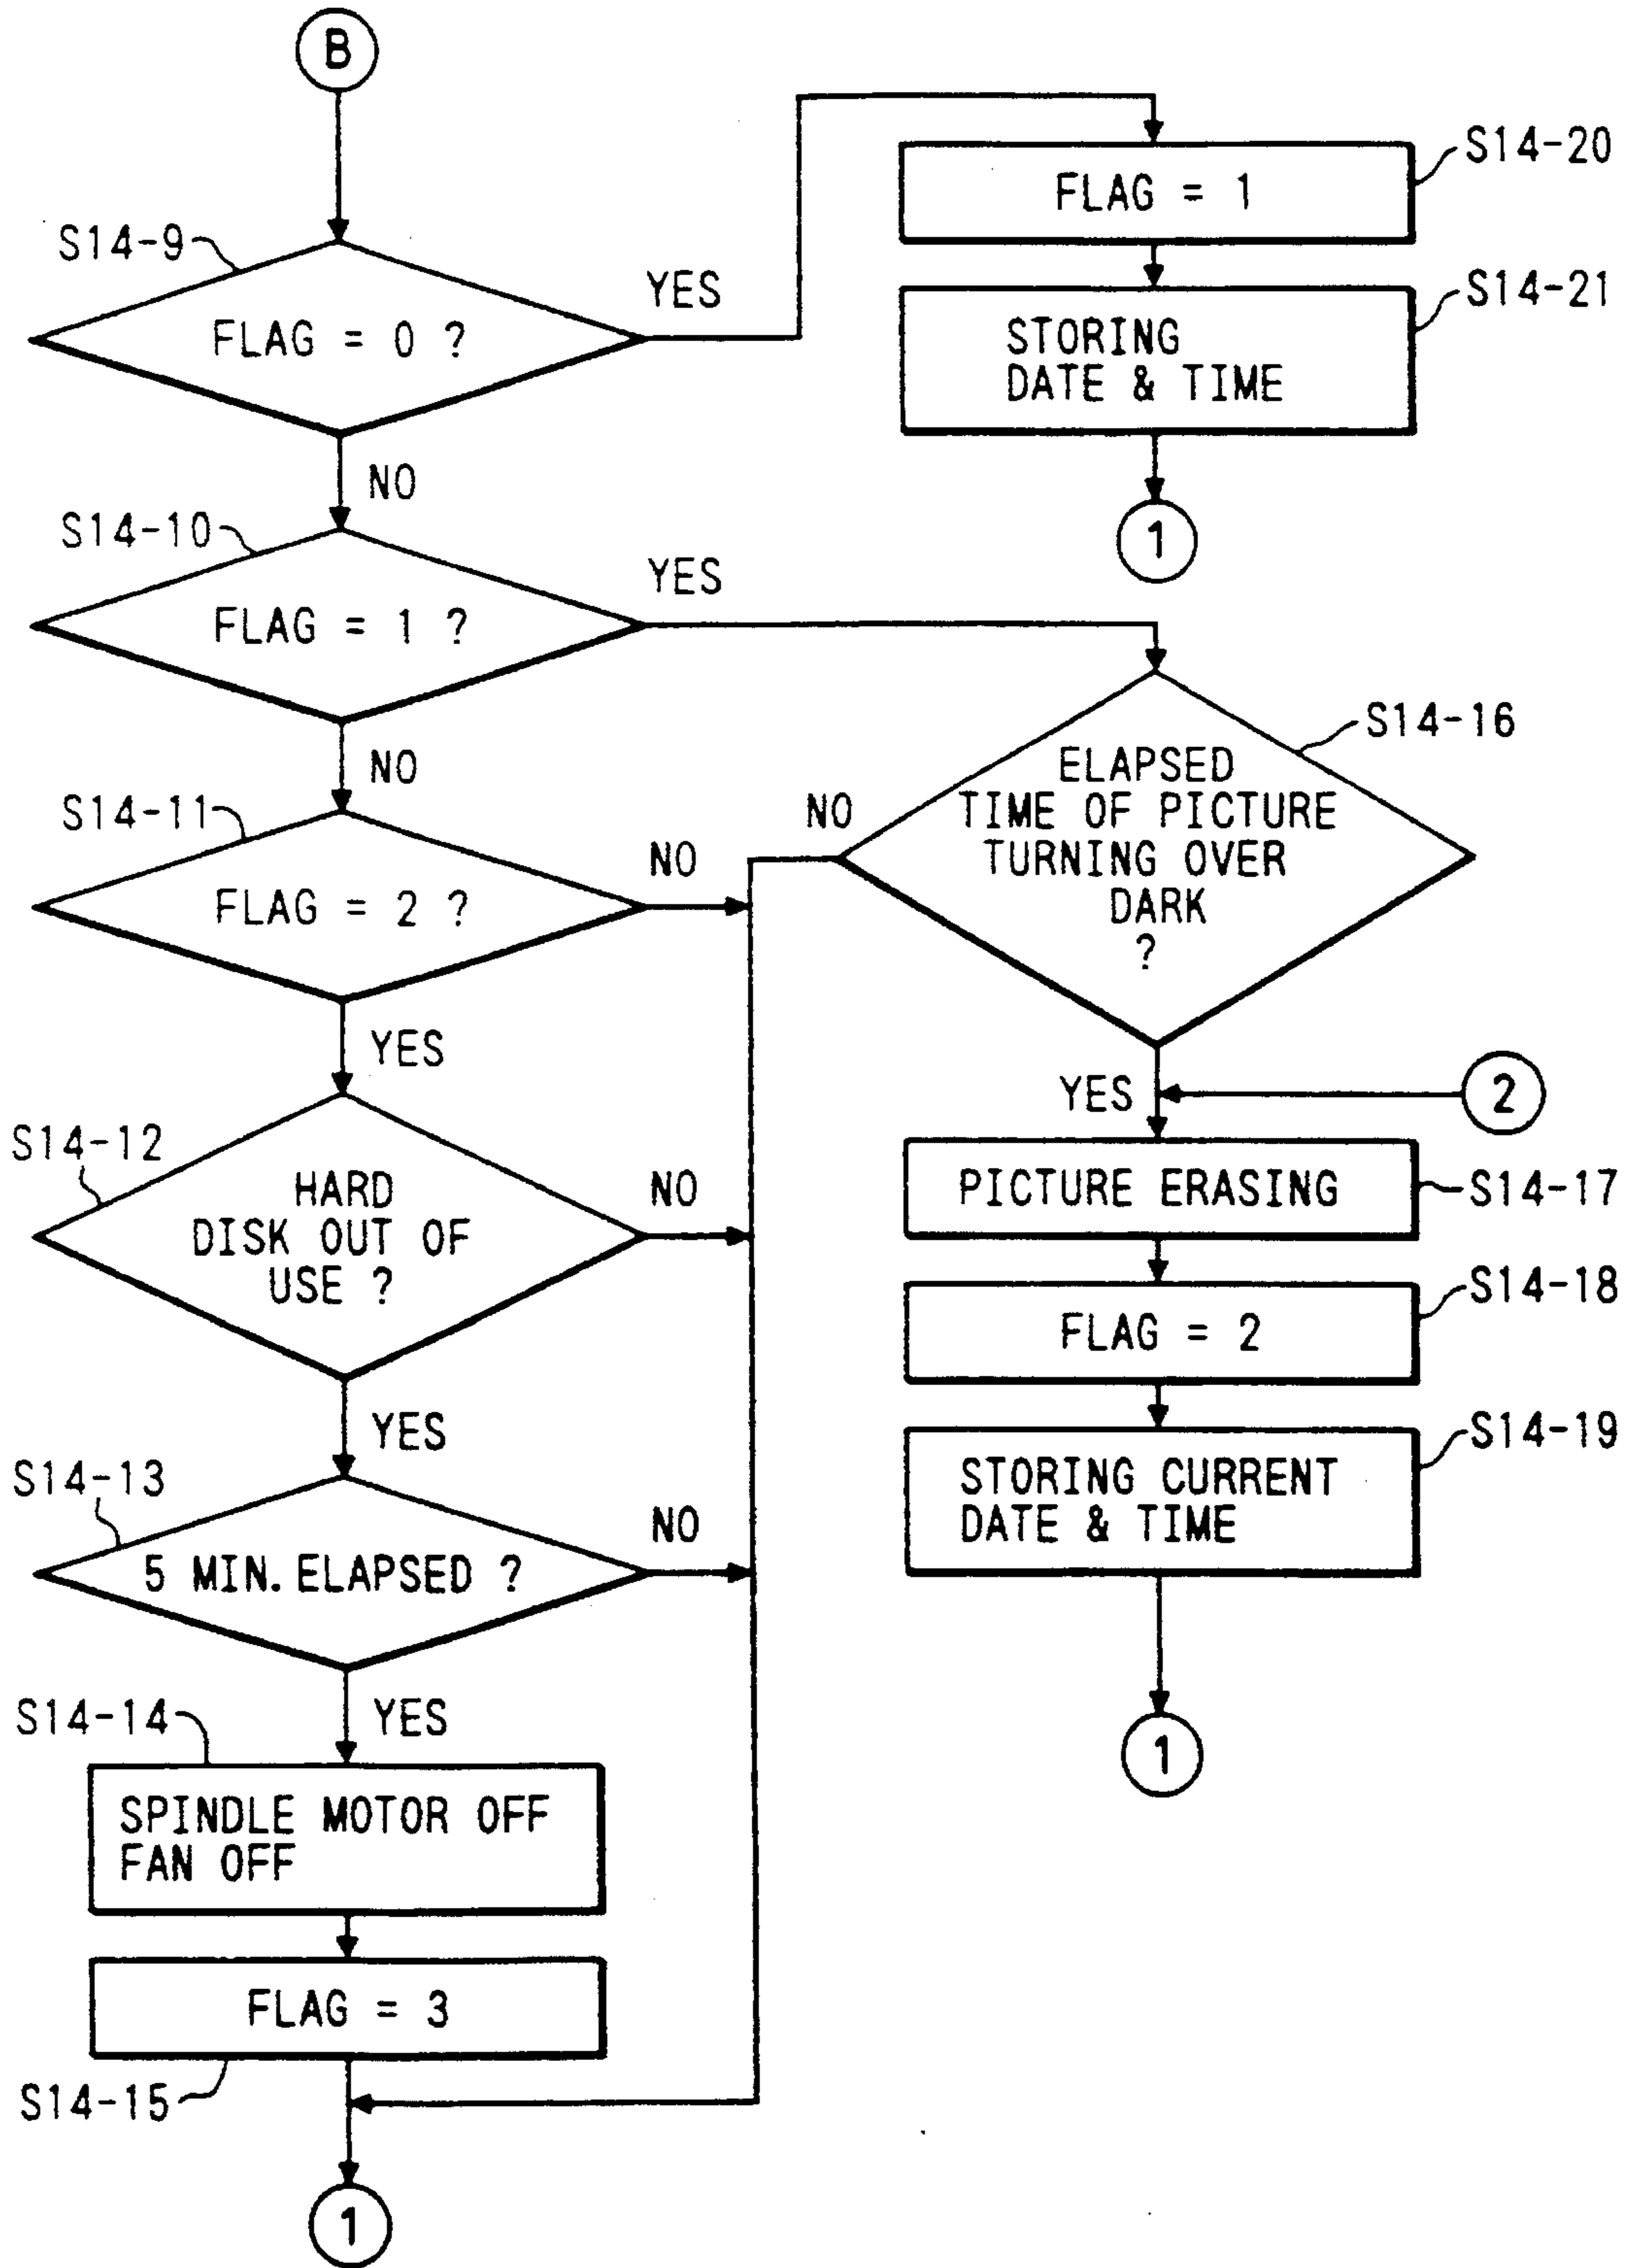 B
S14-9
FLAG = 0 ?
YES
NO
S14-20
FLAG = 1
S14-21
STORING
DATE & TIME
1
S14-10
FLAG = 1 ?
YES
NO
S14-11
FLAG = 2 ?
NO
YES
S14-16
ELAPSED
TIME OF PICTURE
TURNING OVER
DARK
?
NO
YES
2
S14-12
HARD
DISK OUT OF
USE ?
NO
YES
S14-17
PICTURE ERASING
S14-18
FLAG = 2
S14-19
STORING CURRENT
DATE & TIME
1
S14-13
5 MIN. ELAPSED ?
NO
YES
S14-14
SPINDLE MOTOR OFF
FAN OFF
FLAG = 3
S14-15
1